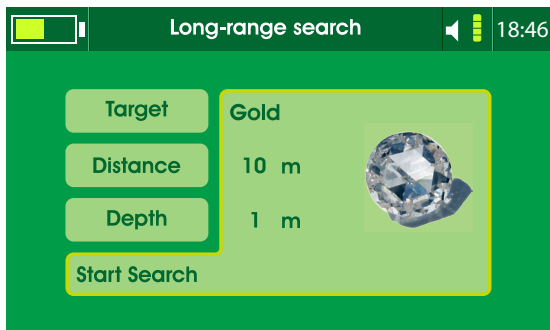 Long-range search
18:46
Target
Gold
Distance
10 m
Depth
1 m
Start Search